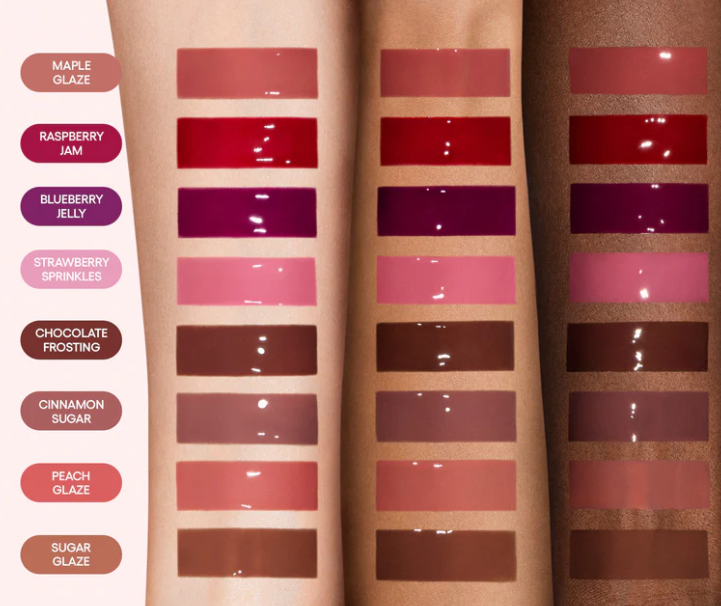 MAPLE
GLAZE
RASPBERRY
JAM
BLUEBERRY
JELLY
STRAWBERRY
SPRINKLES
CHOCOLATE
FROSTING
CINNAMON
SUGAR
PEACH
GLAZE
SUGAR
GLAZE